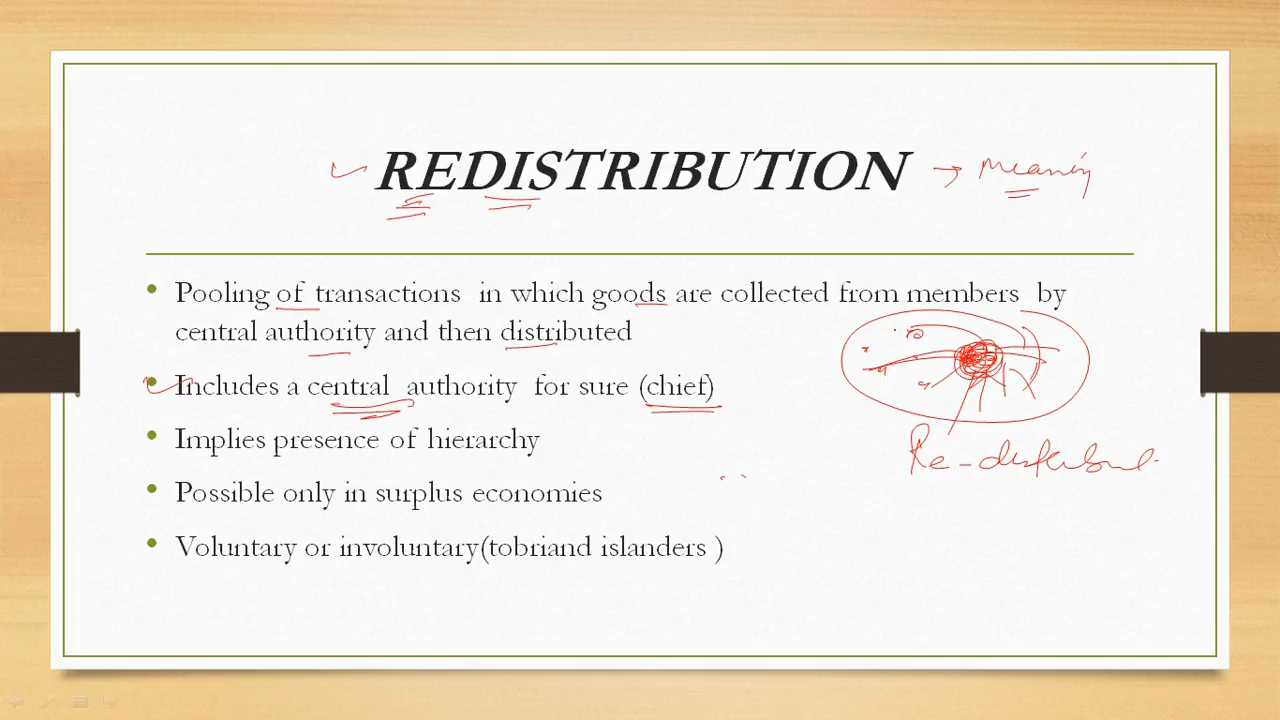 REDISTRIBUTION → Meaning
• Pooling of transactions in which goods are collected from members by
central authority and then distributed
• Includes a central authority for sure (chief)
• Implies presence of hierarchy
• Possible only in surplus economies
• Voluntary or involuntary(tobriand islanders )